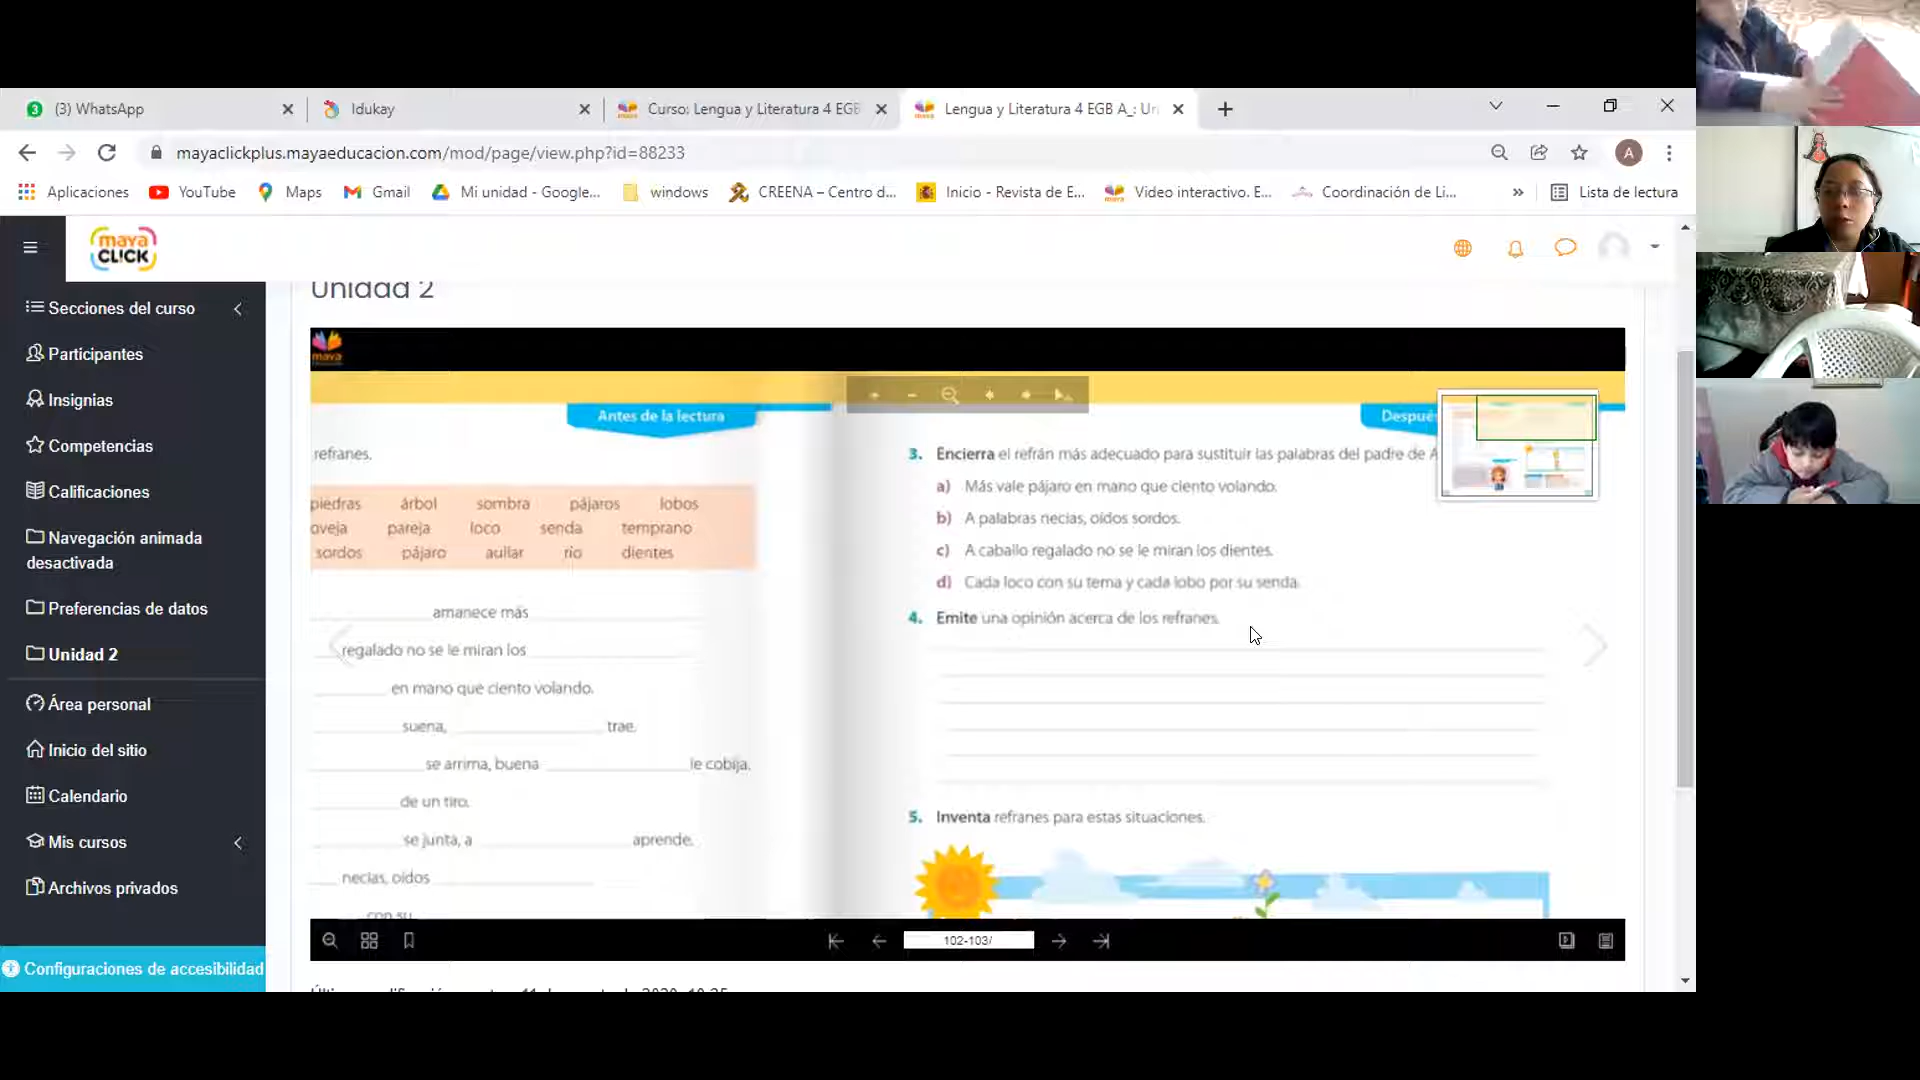 (3) WhatsApp
Idukay
Curso: Lengua y Literatura 4 EGB
Lengua y Literatura 4 EGB A_: Un
mayaclickplus.mayaeducacion.com/mod/page/view.php?id=88233
A
Aplicaciones
YouTube
Maps
Gmail
Mi unidad - Google...
windows
CREENA – Centro d...
Inicio - Revista de E...
Video interactivo. E...
Coordinación de Li...
»
Lista de lectura
maya
CL!CK
Secciones del curso
Participantes
Insignias
Competencias
Calificaciones
Navegación animada
desactivada
Preferencias de datos
Unidad 2
Área personal
Inicio del sitio
Calendario
Mis cursos
Archivos privados
Configuraciones de accesibilidad
Unidad 2
maya
Antes de la lectura
refranes.
piedras árbol sombra pájaros lobos
oveja pareja loco senda temprano
sordos pájaro aullar río dientes
amanece más
regalado no se le miran los
en mano que ciento volando.
suena, trae.
se arrima, buena le cobija.
de un tiro.
se junta, a aprende.
necias, oídos
con su
Despué
3. Encierra el refrán más adecuado para sustituir las palabras del padre de A
a) Más vale pájaro en mano que ciento volando.
b) A palabras necias, oídos sordos.
c) A caballo regalado no se le miran los dientes.
d) Cada loco con su tema y cada lobo por su senda.
4. Emite una opinión acerca de los refranes.
5. Inventa refranes para estas situaciones.
102-103/